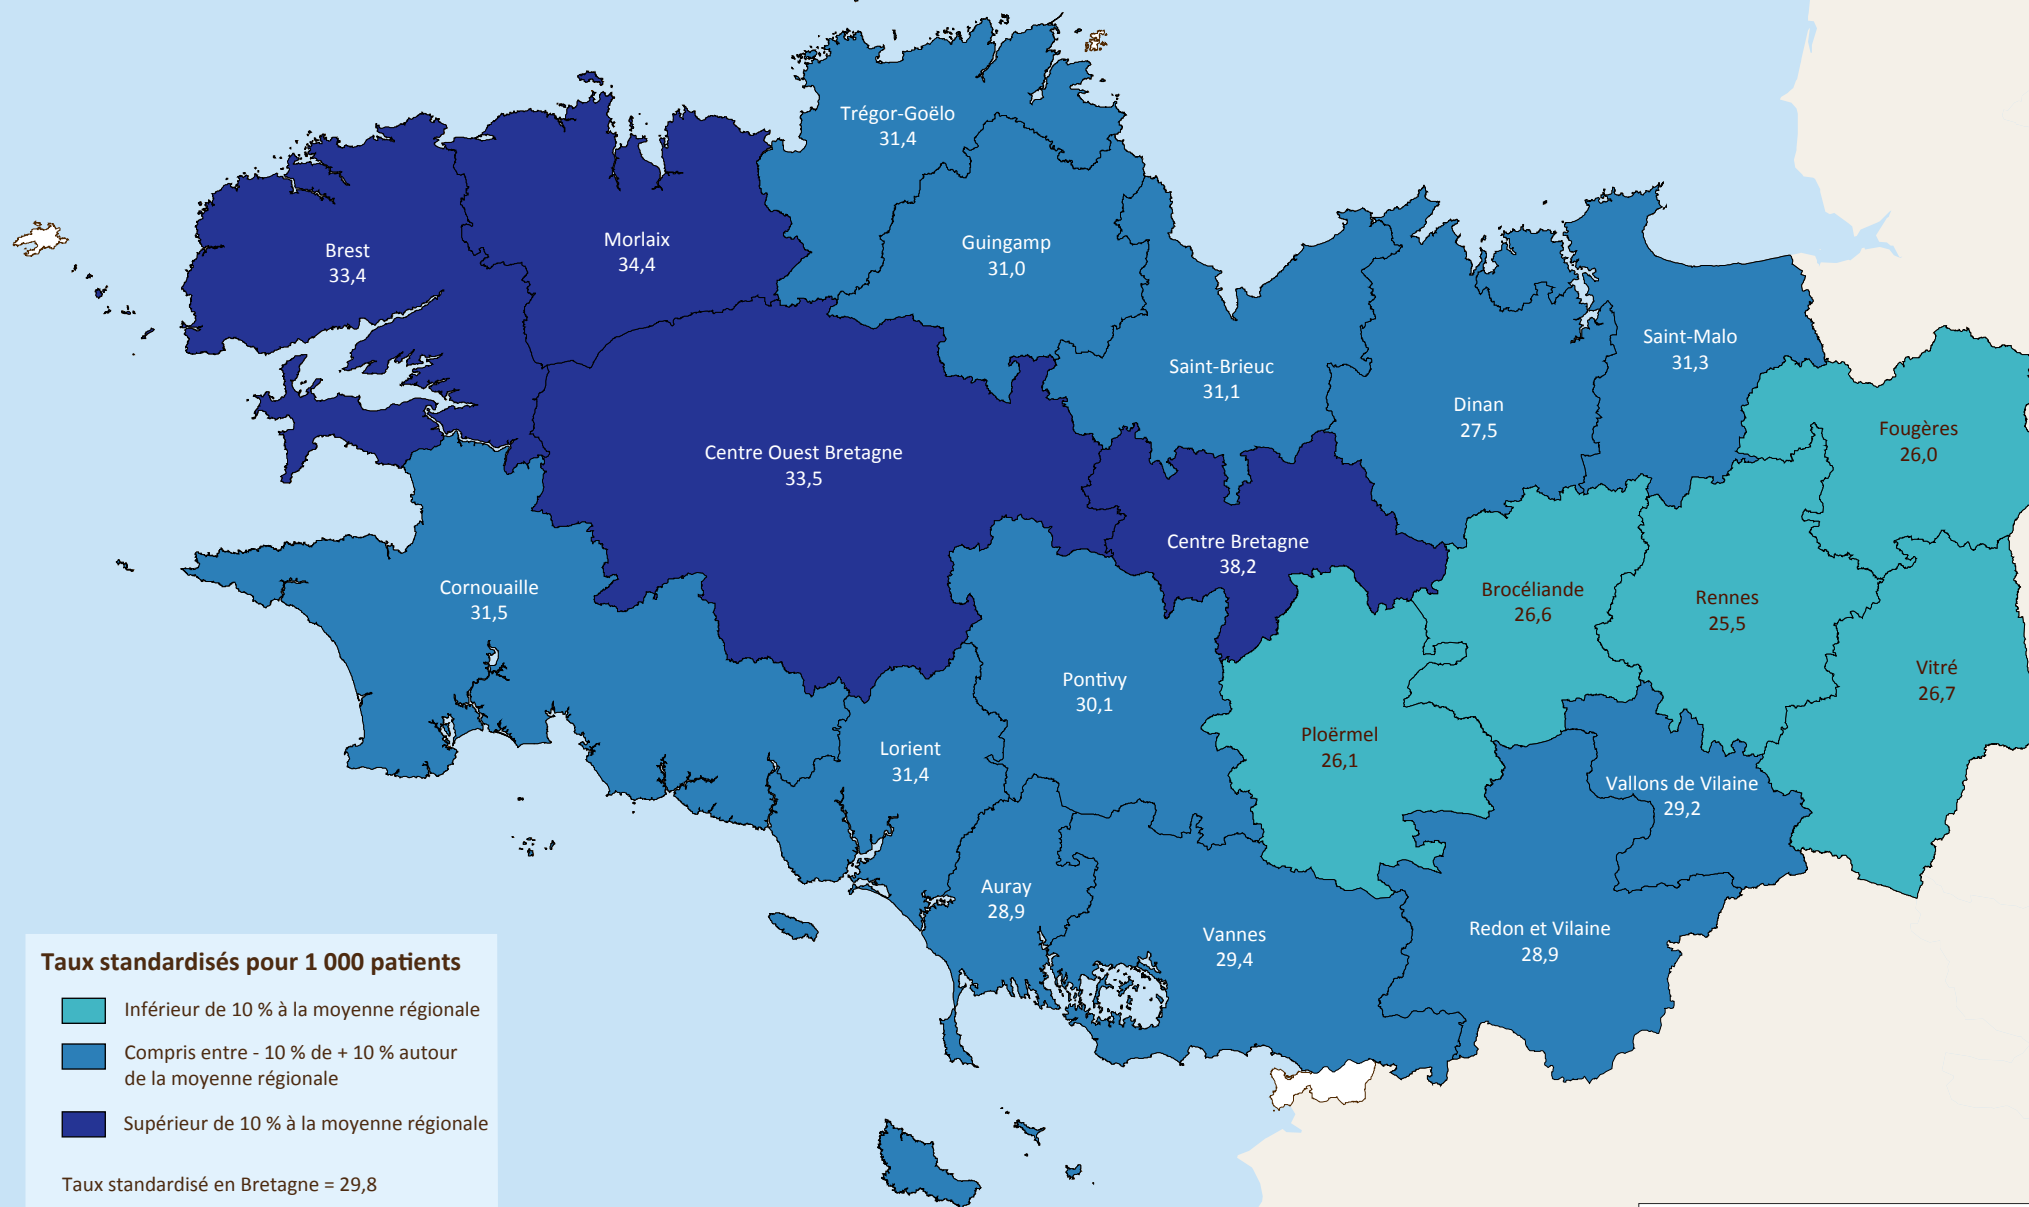 Trégor-Goëlo
31,4
Brest
33,4
Morlaix
34,4
Guingamp
31,0
Saint-Malo
31,3
Saint-Brieuc
31,1
Dinan
27,5
Fougères
26,0
Centre Ouest Bretagne
33,5
Centre Bretagne
38,2
Cornouaille
31,5
Brocéliande
26,6
Rennes
25,5
Vitré
26,7
Pontivy
30,1
Ploërmel
26,1
Lorient
31,4
Vallons de Vilaine
29,2
Auray
28,9
Vannes
29,4
Redon et Vilaine
28,9
Taux standardisés pour 1 000 patients
Inférieur de 10 % à la moyenne régionale
Compris entre - 10 % de + 10 % autour
de la moyenne régionale
Supérieur de 10 % à la moyenne régionale
Taux standardisé en Bretagne = 29,8